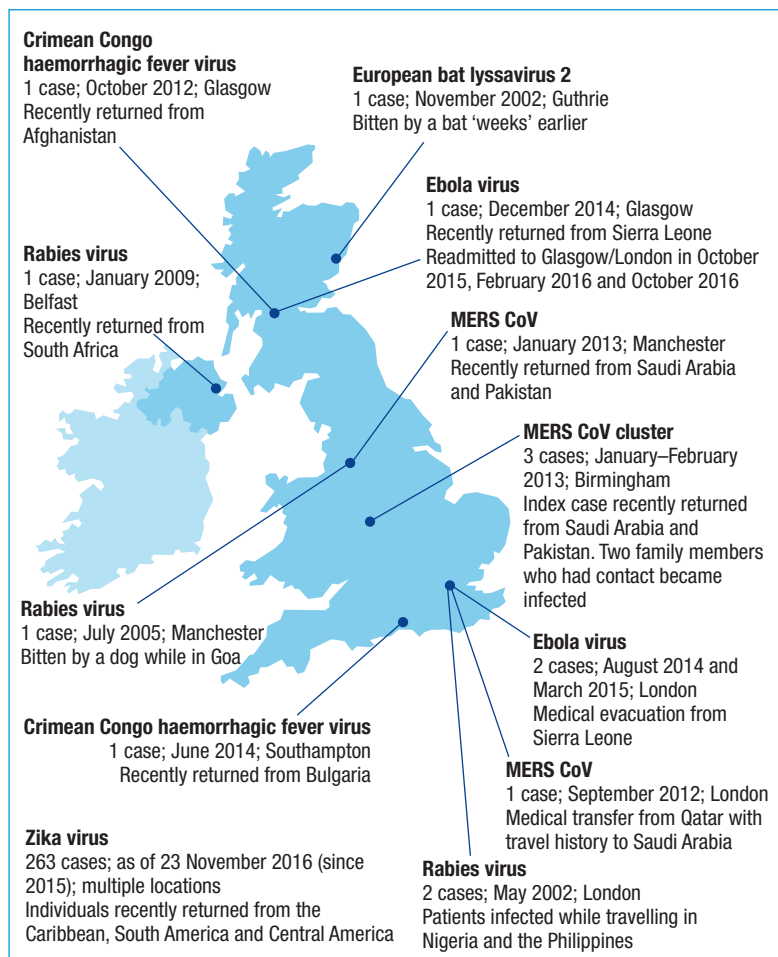 Crimean Congo
haemorrhagic fever virus
1 case; October 2012; Glasgow
Recently returned from
Afghanistan
European bat lyssavirus 2
1 case; November 2002; Guthrie
Bitten by a bat ‘weeks’ earlier
Ebola virus
1 case; December 2014; Glasgow
Recently returned from Sierra Leone
Readmitted to Glasgow/London in October
2015, February 2016 and October 2016
Rabies virus
1 case; January 2009;
Belfast
Recently returned from
South Africa
MERS CoV
1 case; January 2013; Manchester
Recently returned from Saudi Arabia
and Pakistan
MERS CoV cluster
3 cases; January–February
2013; Birmingham
Index case recently returned
from Saudi Arabia and
Pakistan. Two family members
who had contact became
infected
Rabies virus
1 case; July 2005; Manchester
Bitten by a dog while in Goa
Ebola virus
2 cases; August 2014 and
March 2015; London
Medical evacuation from
Sierra Leone
Crimean Congo haemorrhagic fever virus
1 case; June 2014; Southampton
Recently returned from Bulgaria
MERS CoV
1 case; September 2012; London
Medical transfer from Qatar with
travel history to Saudi Arabia
Zika virus
263 cases; as of 23 November 2016 (since
2015); multiple locations
Individuals recently returned from the
Caribbean, South America and Central America
Rabies virus
2 cases; May 2002; London
Patients infected while travelling in
Nigeria and the Philippines